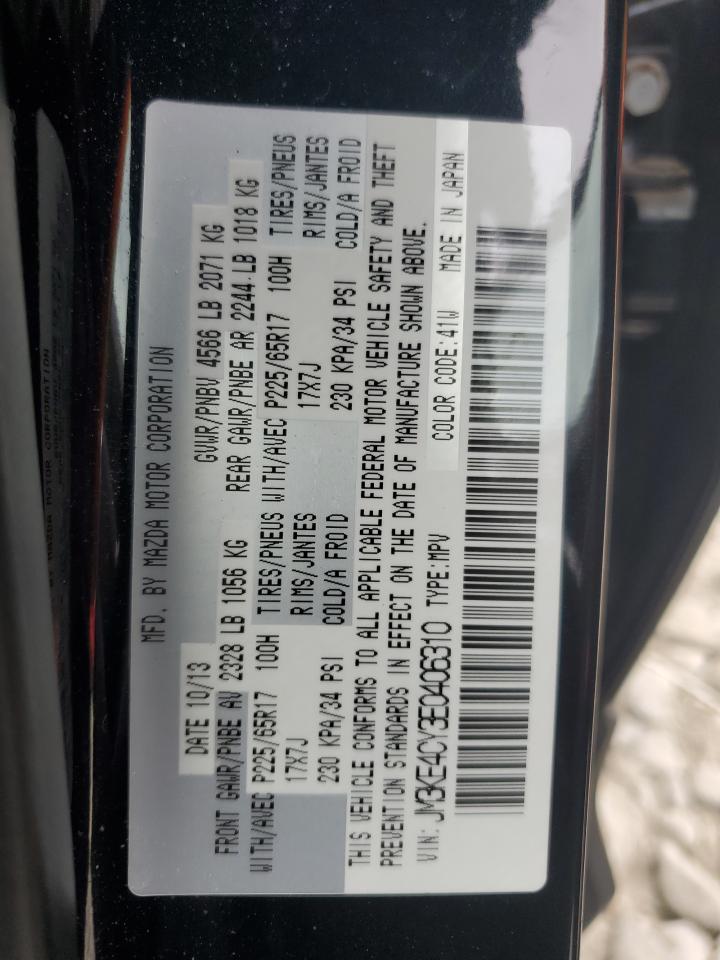 MFD. BY MAZDA MOTOR CORPORATION
DATE 10/13 GVWR/PNBV 4566 LB 2071 KG
FRONT GAWR/PNBE AV 2328 LB 1056 KG REAR GAWR/PNBE AR 2244 LB 1018 KG
WITH/AVEC P225/65R17 100H TIRES/PNEUS WITH/AVEC P225/65R17 100H TIRES/PNEUS
17X7J RIMS/JANTES 17X7J RIMS/JANTES
230 KPA/34 PSI COLD/A FROID 230 KPA/34 PSI COLD/A FROID
THIS VEHICLE CONFORMS TO ALL APPLICABLE FEDERAL MOTOR VEHICLE SAFETY AND THEFT
PREVENTION STANDARDS IN EFFECT ON THE DATE OF MANUFACTURE SHOWN ABOVE.
VIN: JM3KE4CY3E0406310 TYPE:MPV COLOR CODE:41W MADE IN JAPAN